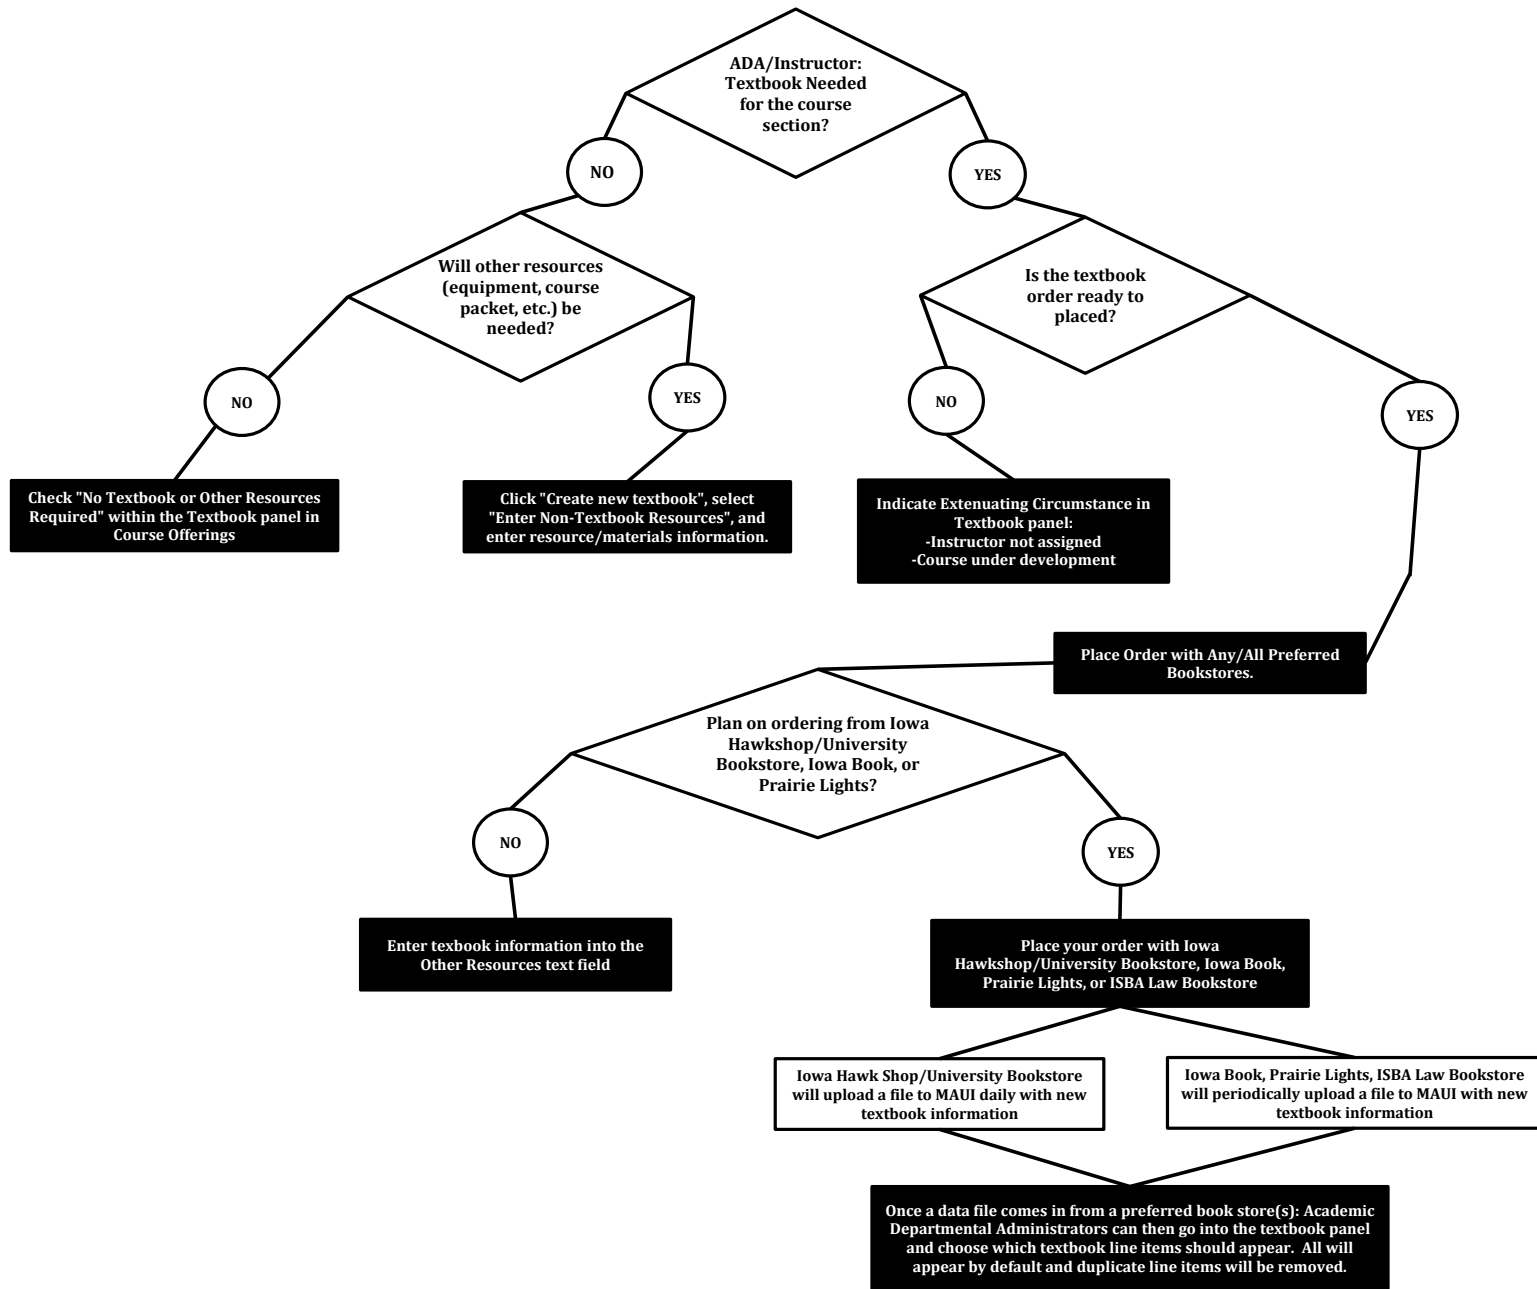 ADA/Instructor:
Textbook Needed
for the course
section?
NO
YES
Will other resources
(equipment, course
packet, etc.) be
needed?
Is the textbook
order ready to
placed?
NO
YES
NO
YES
Check "No Textbook or Other Resources
Required" within the Textbook panel in
Course Offerings
Click "Create new textbook", select
"Enter Non-Textbook Resources", and
enter resource/materials information.
Indicate Extenuating Circumstance in
Textbook panel:
-Instructor not assigned
-Course under development
Place Order with Any/All Preferred
Bookstores.
Plan on ordering from Iowa
Hawkshop/University
Bookstore, Iowa Book, or
Prairie Lights?
NO
YES
Enter texbook information into the
Other Resources text field
Place your order with Iowa
Hawkshop/University Bookstore, Iowa Book,
Prairie Lights, or ISBA Law Bookstore
Iowa Hawk Shop/University Bookstore
will upload a file to MAUI daily with new
textbook information
Iowa Book, Prairie Lights, ISBA Law Bookstore
will periodically upload a file to MAUI with new
textbook information
Once a data file comes in from a preferred book store(s): Academic
Departmental Administrators can then go into the textbook panel
and choose which textbook line items should appear.  All will
appear by default and duplicate line items will be removed.